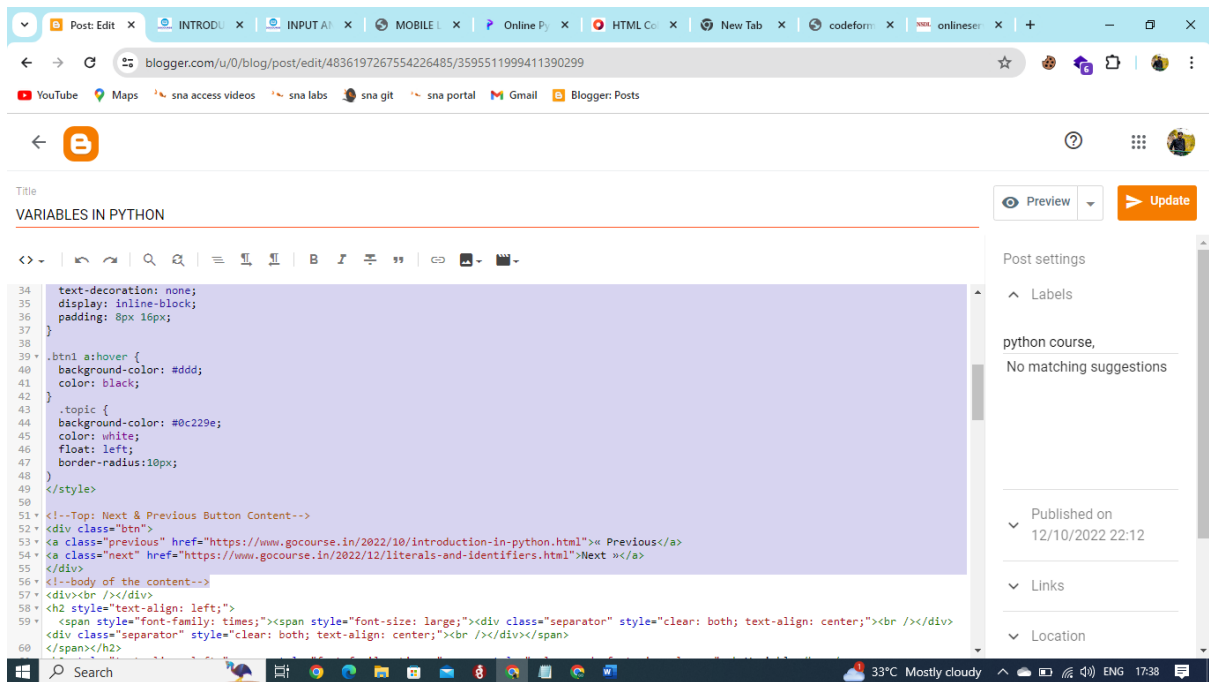 Post: Edit
INTRODU
INPUT AN
MOBILE L
Online Py
HTML Co
New Tab
codeform
NSDL onlineser
blogger.com/u/0/blog/post/edit/4836197267554226485/3595511999411390299
6
YouTube Maps sna access videos sna labs sna git sna portal Gmail Blogger: Posts
Title
VARIABLES IN PYTHON
Preview
Update
34 text-decoration: none;
35 display: inline-block;
36 padding: 8px 16px;
37 }
38
39 .btn1 a:hover {
40 background-color: #ddd;
41 color: black;
42 }
43 .topic {
44 background-color: #0c229e;
45 color: white;
46 float: left;
47 border-radius:10px;
48 )
49 </style>
50
51 <!--Top: Next & Previous Button Content-->
52 <div class="btn">
53 <a class="previous" href="https://www.gocourse.in/2022/10/introduction-in-python.html">« Previous</a>
54 <a class="next" href="https://www.gocourse.in/2022/12/literals-and-identifiers.html">Next »</a>
55 </div>
56 <!--body of the content-->
57 <div><br /></div>
58 <h2 style="text-align: left;">
59 <span style="font-family: times;"><span style="font-size: large;"><div class="separator" style="clear: both; text-align: center;"><br /></div>
<div class="separator" style="clear: both; text-align: center;"><br /></div></span>
60 </span></h2>
Post settings
Labels
python course,
No matching suggestions
Published on
12/10/2022 22:12
Links
Location
Search
33°C Mostly cloudy
ENG
17:38